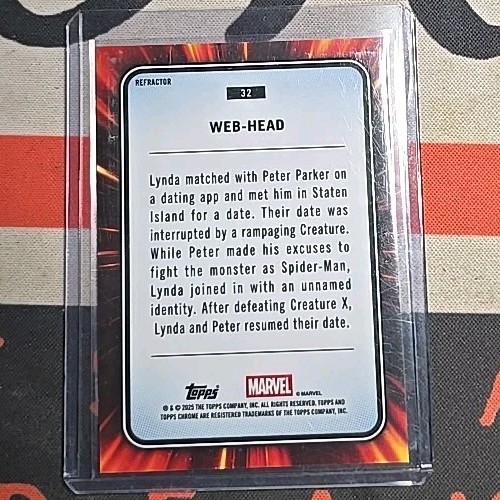 REFRACTOR
32
WEB-HEAD
Lynda matched with Peter Parker on
a dating app and met him in Staten
Island for a date. Their date was
interrupted by a rampaging Creature.
While Peter made his excuses to
fight the monster as Spider-Man,
Lynda joined in with an unnamed
identity. After defeating Creature X,
Lynda and Peter resumed their date.
Topps
MARVEL
© MARVEL
® & © 2025 THE TOPPS COMPANY, INC. ALL RIGHTS RESERVED. TOPPS AND
TOPPS CHROME ARE REGISTERED TRADEMARKS OF THE TOPPS COMPANY, INC.